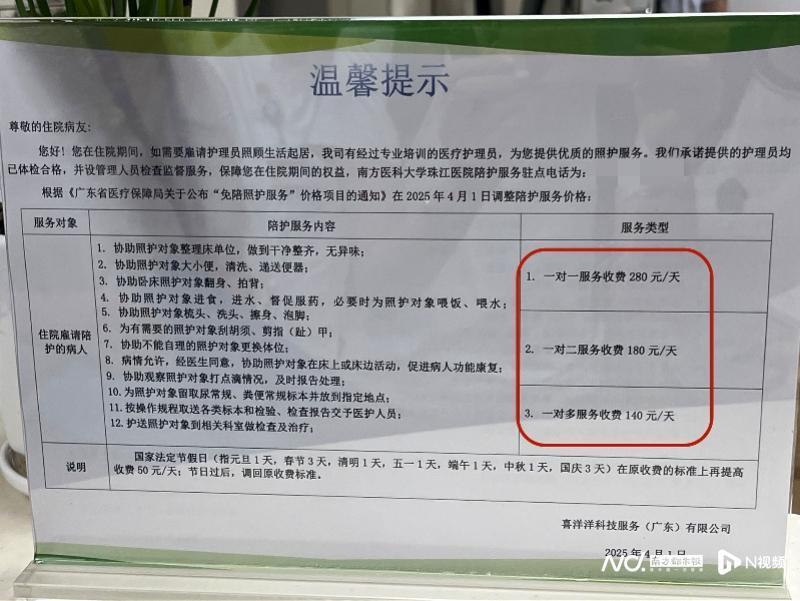 温馨提示
尊敬的住院病友:
您好!您在住院期间,如需要雇请护理员照顾生活起居,我司有经过专业培训的医疗护理员,为您提供优质的照护服务。我们承诺提供的护理员均
已体检合格,并设管理人员检查监督服务,保障您在住院期间的权益,南方医科大学珠江医院陪护服务驻点电话为:
根据《广东省医疗保障局关于公布“免陪照护服务”价格项目的通知》在 2025 年 4 月 1 日调整陪护服务价格:
服务对象 陪护服务内容 服务类型
住院雇请陪护的病人
1. 协助照护对象整理床单位,做到干净整齐,无异味;
2. 协助照护对象大小便,清洗、递送便器;
3. 协助卧床照护对象翻身、拍背;
4. 协助照护对象进食,进水、督促服药,必要时为照护对象喂饭、喂水;
5. 协助照护对象梳头、洗头、擦身、泡脚;
6. 为有需要的照护对象刮胡须、剪指(趾)甲;
7. 协助不能自理的照护对象更换体位;
8. 病情允许,经医生同意,协助照护对象在床上或床边活动,促进病人功能康复;
9. 协助观察照护对象打点滴情况,及时报告处理;
10. 为照护对象留取尿常规、粪便常规标本并放到指定地点;
11. 按操作规程取送各类标本和检验、检查报告交予医护人员;
12. 护送照护对象到相关科室做检查及治疗;
1. 一对一服务收费 280 元/天
2. 一对二服务收费 180 元/天
3. 一对多服务收费 140 元/天
说明
国家法定节假日(指元旦 1 天,春节 3 天,清明 1 天,五一 1 天,端午 1 天,中秋 1 天,国庆 3 天)在原收费的标准上再提高
收费 50 元/天;节日过后,调回原收费标准。
喜洋洋科技服务(广东)有限公司
2025 年 4 月 1 日
南方都市报
N视频